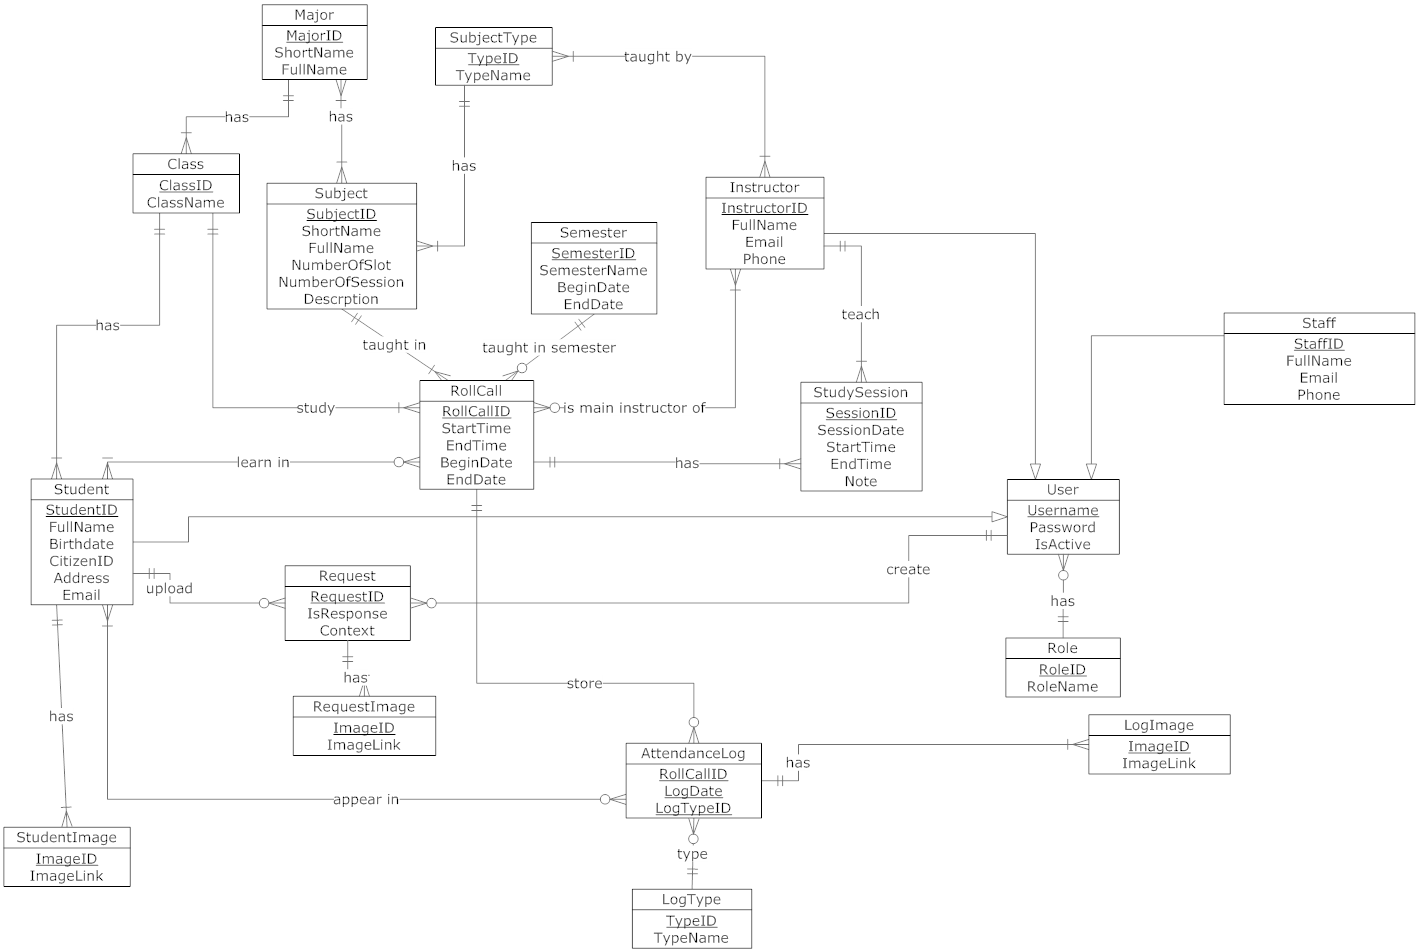 Major
MajorID
ShortName
FullName
SubjectType
TypeID
TypeName
taught by
has
has
has
Class
ClassID
ClassName
Subject
SubjectID
ShortName
FullName
NumberOfSlot
NumberOfSession
Descrption
Instructor
InstructorID
FullName
Email
Phone
Semester
SemesterID
SemesterName
BeginDate
EndDate
has
taught in
taught in semester
teach
Staff
StaffID
FullName
Email
Phone
RollCall
RollCallID
StartTime
EndTime
BeginDate
EndDate
study
is main instructor of
StudySession
SessionID
SessionDate
StartTime
EndTime
Note
learn in
has
Student
StudentID
FullName
Birthdate
CitizenID
Address
Email
User
Username
Password
IsActive
upload
Request
RequestID
IsResponse
Context
create
has
Role
RoleID
RoleName
has
RequestImage
ImageID
ImageLink
store
has
LogImage
ImageID
ImageLink
AttendanceLog
RollCallID
LogDate
LogTypeID
has
appear in
StudentImage
ImageID
ImageLink
type
LogType
TypeID
TypeName